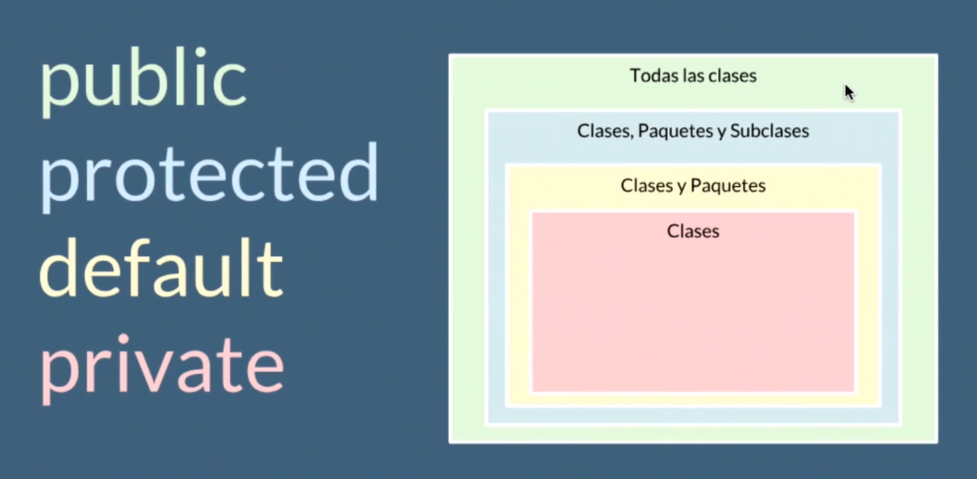 public
protected
default
private
Todas las clases
Clases, Paquetes y Subclases
Clases y Paquetes
Clases